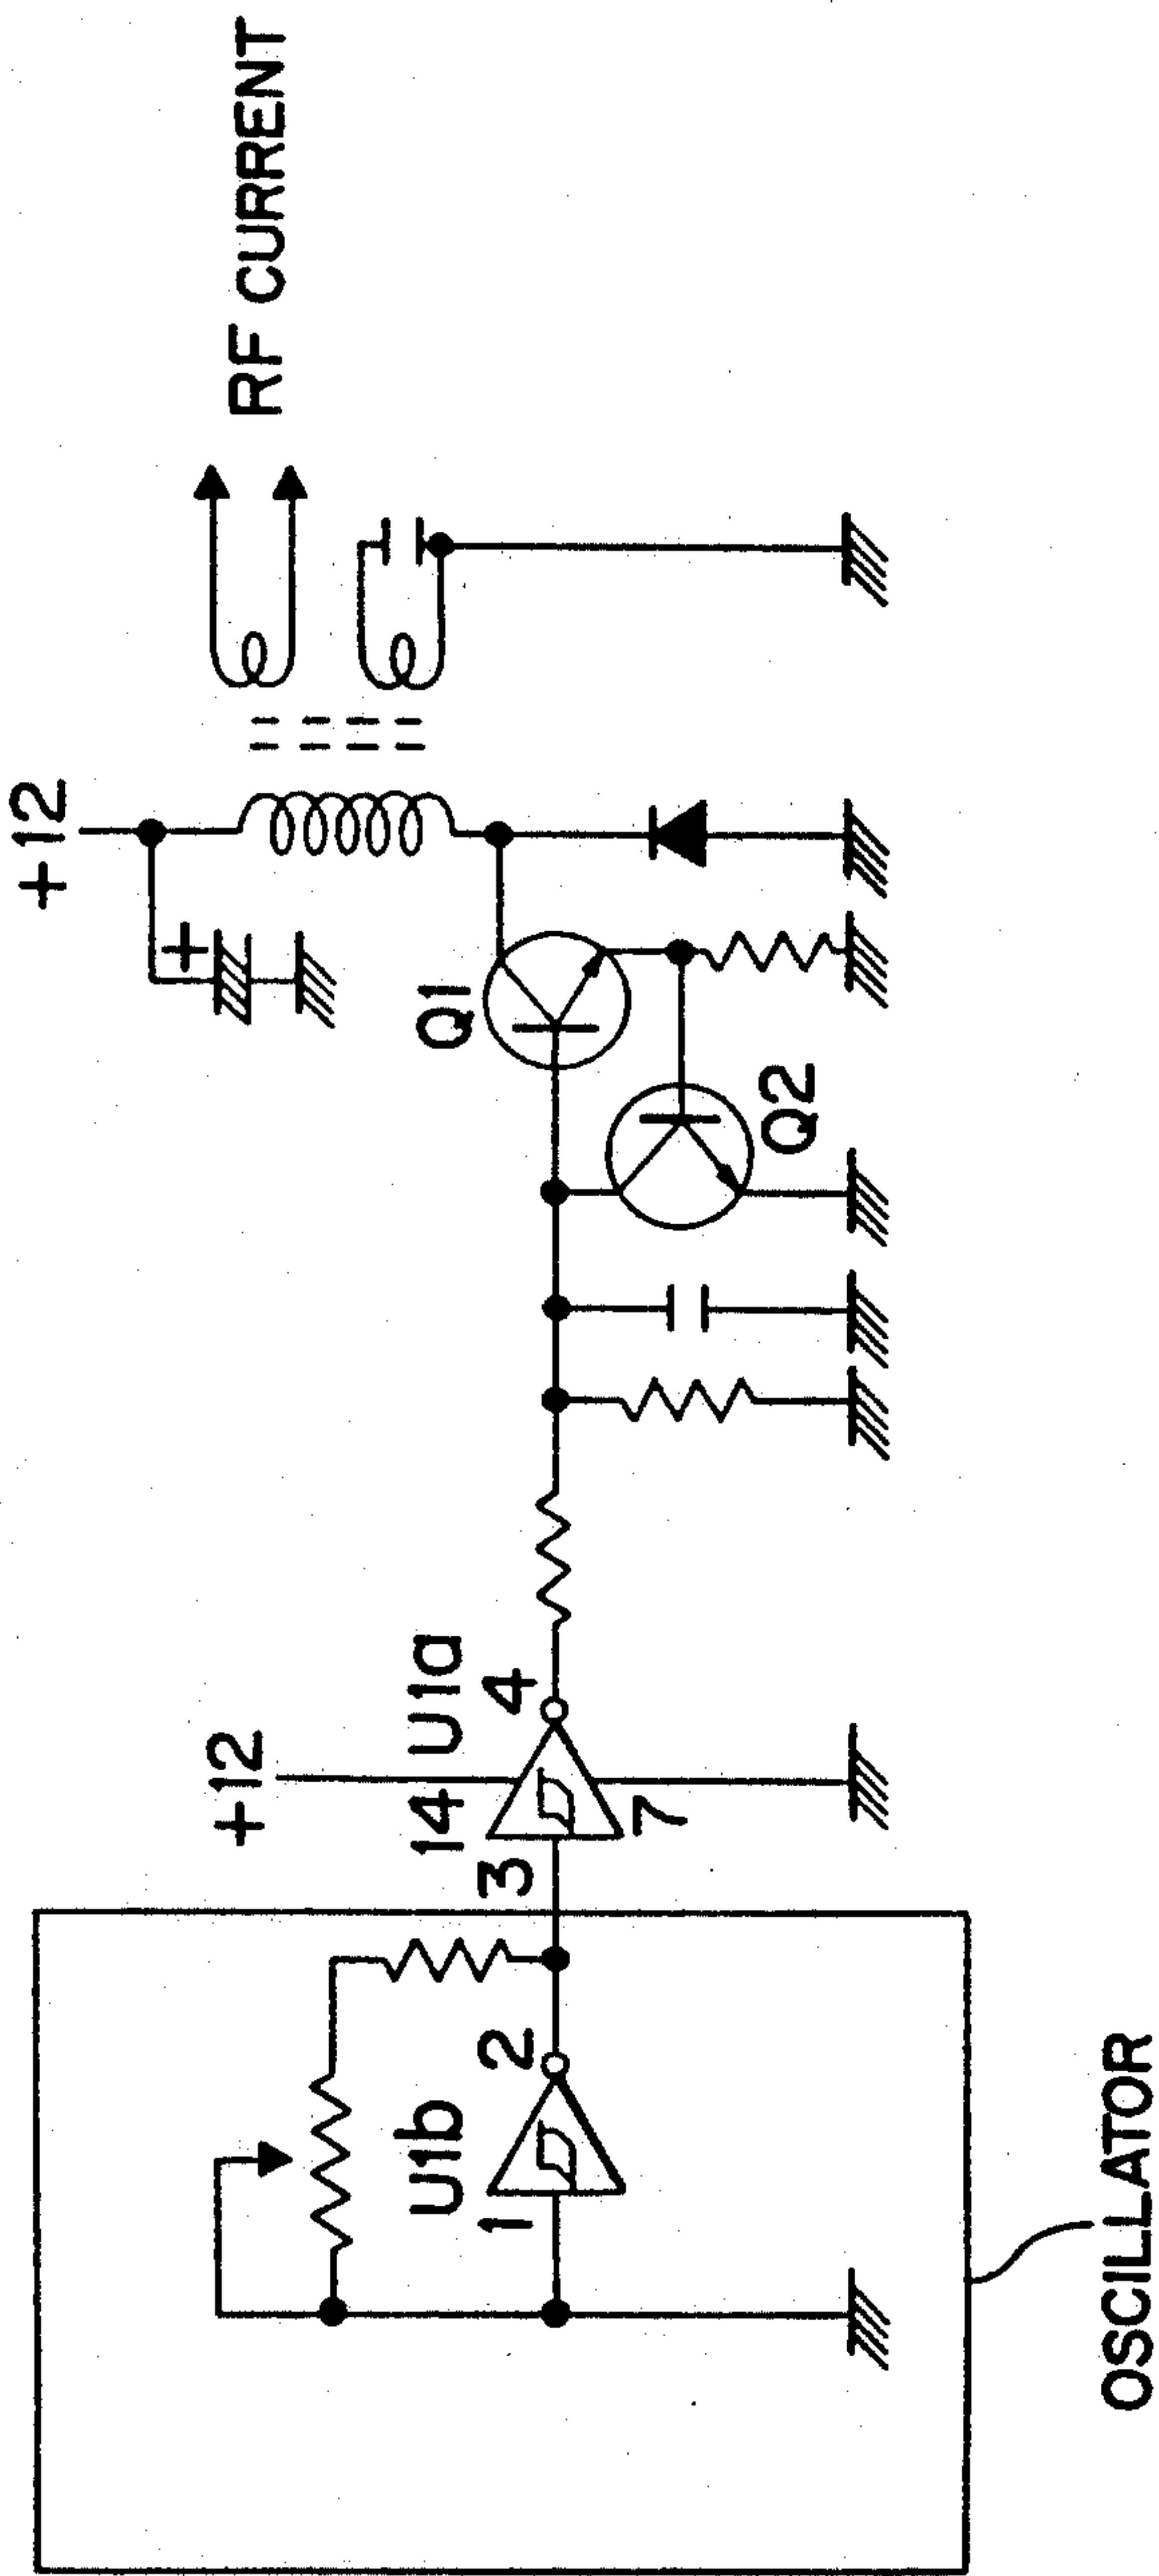 +12
RF CURRENT
+
Q1
Q2
+12
14
U1a
3
4
7
U1b
1
2
OSCILLATOR